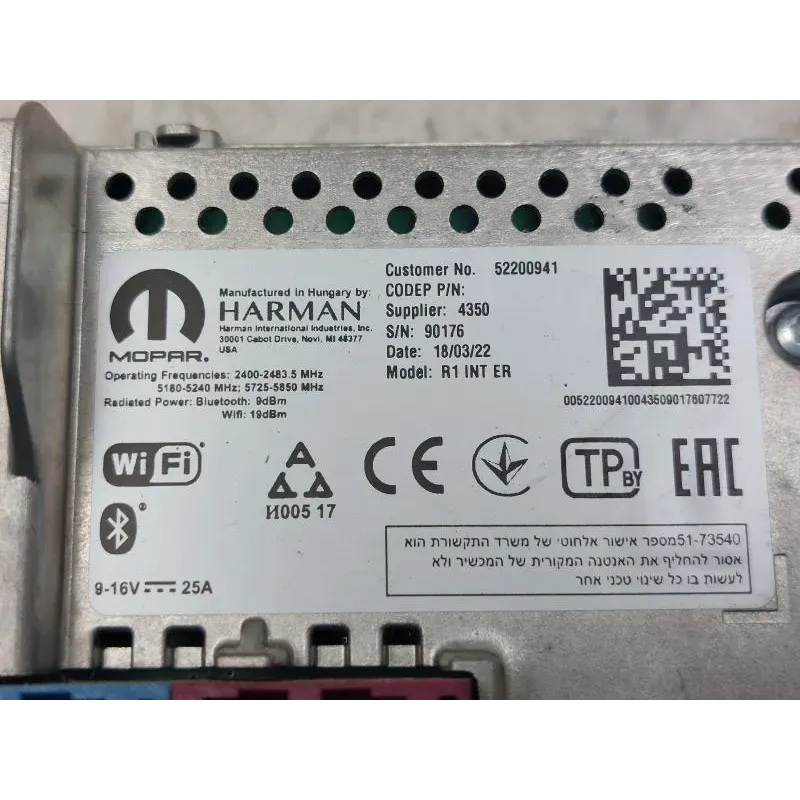 MOPAR.
Manufactured in Hungary by:
HARMAN
Harman International Industries, Inc.
30001 Cabot Drive, Novi, MI 48377
USA
Operating Frequencies: 2400-2483.5 MHz
5180-5240 MHz; 5725-5850 MHz
Radiated Power: Bluetooth: 9dBm
Wifi: 19dBm
Customer No. 52200941
CODEP P/N:
Supplier: 4350
S/N: 90176
Date: 18/03/22
Model: R1 INT ER
00522009410043509017607722
WiFi
И005 17
CE
TP BY
EAC
9-16V 25A
51-73540מספר אישור אלחוטי של משרד התקשורת הוא
אסור להחליף את האנטנה המקורית של המכשיר ולא
לעשות בו כל שינוי טכני אחר